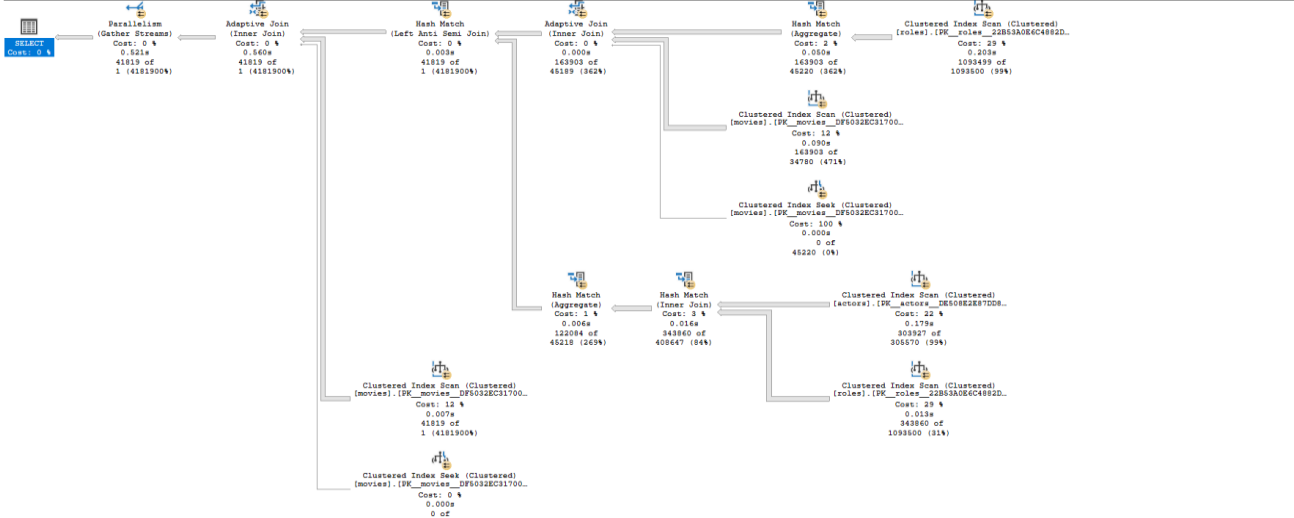 SELECT
Cost: 0 %
Parallelism
(Gather Streams)
Cost: 0 %
0.521s
41819 of
1 (4181900%)
Adaptive Join
(Inner Join)
Cost: 0 %
0.560s
41819 of
1 (4181900%)
Hash Match
(Left Anti Semi Join)
Cost: 0 %
0.003s
41819 of
1 (4181900%)
Adaptive Join
(Inner Join)
Cost: 0 %
0.000s
163903 of
45189 (362%)
Hash Match
(Aggregate)
Cost: 2 %
0.050s
163903 of
45220 (362%)
Clustered Index Scan (Clustered)
[roles].[PK__roles__22B53A0E6C4882D…
Cost: 29 %
0.203s
1093499 of
1093500 (99%)
Clustered Index Scan (Clustered)
[movies].[PK__movies__DF5032EC31700…
Cost: 12 %
0.090s
163903 of
34780 (471%)
Clustered Index Seek (Clustered)
[movies].[PK__movies__DF5032EC31700…
Cost: 100 %
0.000s
0 of
45220 (0%)
Hash Match
(Aggregate)
Cost: 1 %
0.006s
122084 of
45218 (269%)
Hash Match
(Inner Join)
Cost: 3 %
0.016s
343860 of
408647 (84%)
Clustered Index Scan (Clustered)
[actors].[PK__actors__DE508E2E87DD8…
Cost: 22 %
0.179s
303927 of
305570 (99%)
Clustered Index Scan (Clustered)
[roles].[PK__roles__22B53A0E6C4882D…
Cost: 29 %
0.013s
343860 of
1093500 (31%)
Clustered Index Scan (Clustered)
[movies].[PK__movies__DF5032EC31700…
Cost: 12 %
0.007s
41819 of
1 (4181900%)
Clustered Index Seek (Clustered)
[movies].[PK__movies__DF5032EC31700…
Cost: 0 %
0.000s
0 of